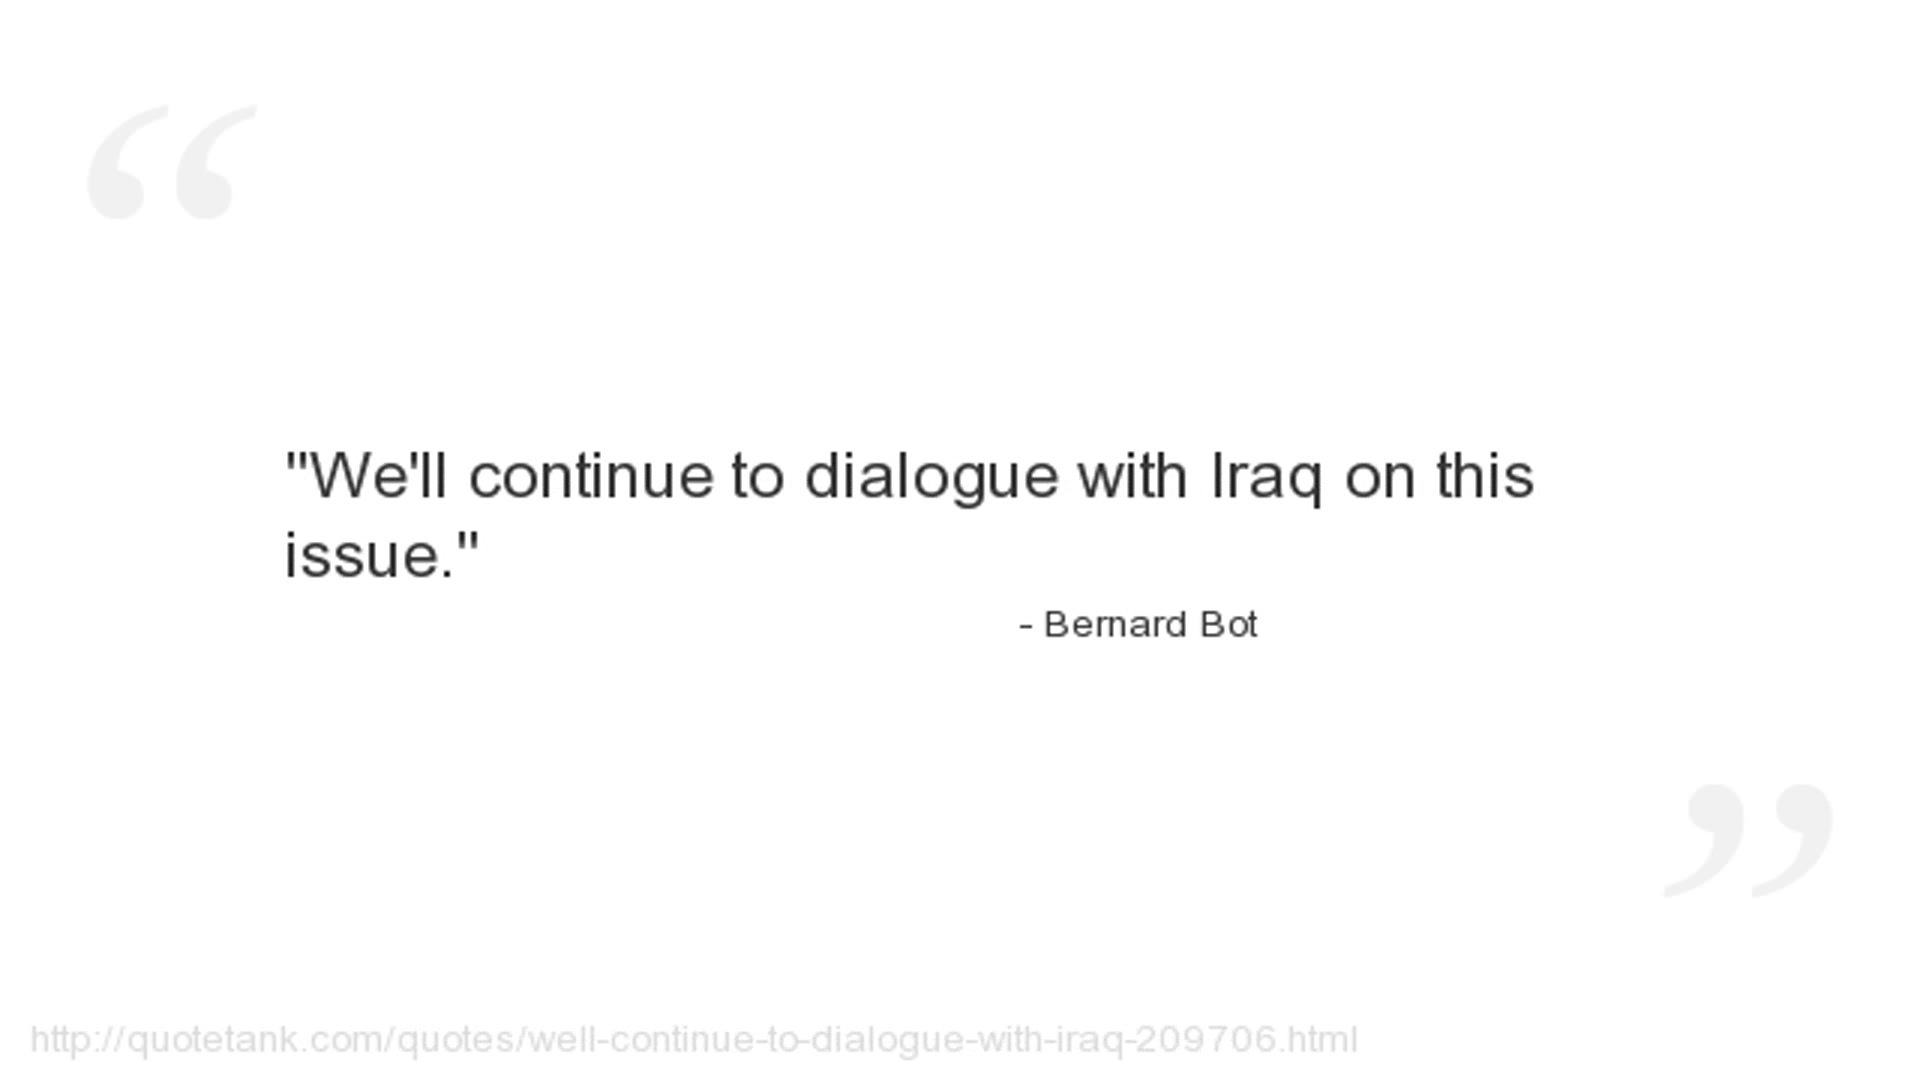 "We'll continue to dialogue with Iraq on this
issue."
- Bernard Bot
http://quotetank.com/quotes/well-continue-to-dialogue-with-iraq-209706.html